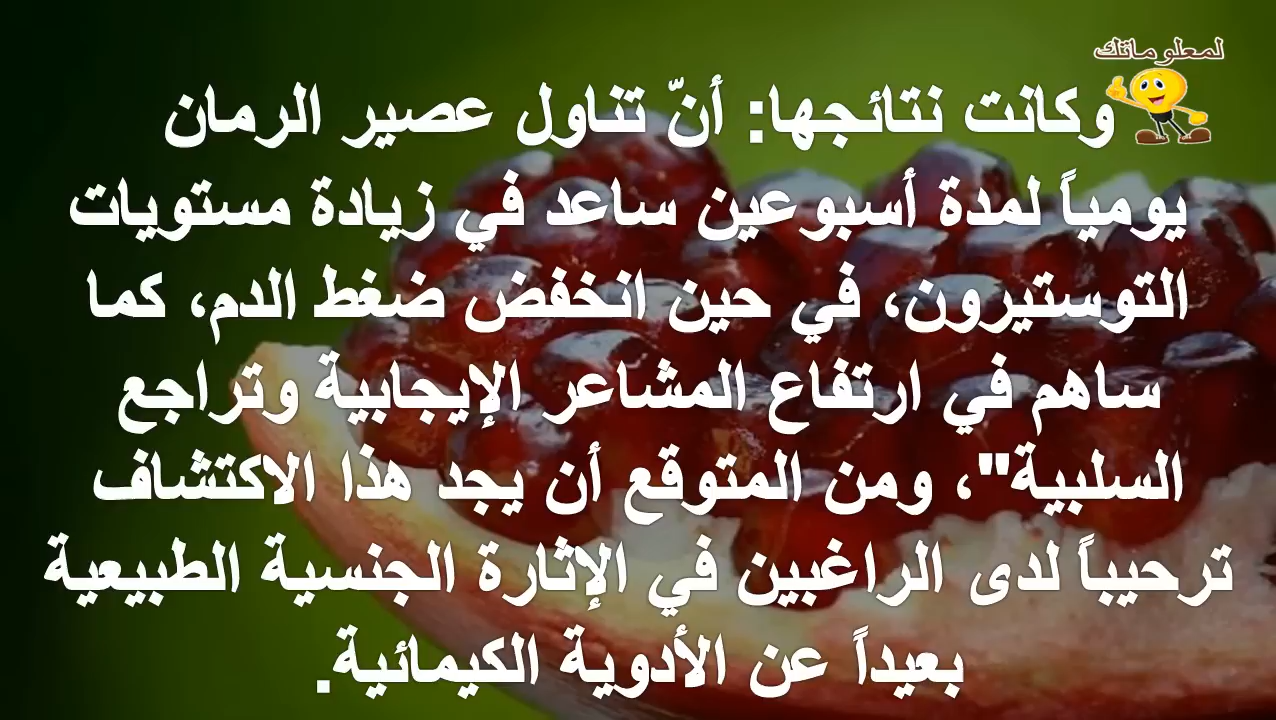 لمعلوماتك
وكانت نتائجها: أنّ تناول عصير الرمان
يومياً لمدة أسبوعين ساعد في زيادة مستويات
التوستيرون، في حين انخفض ضغط الدم، كما
ساهم في ارتفاع المشاعر الإيجابية وتراجع
السلبية"، ومن المتوقع أن يجد هذا الاكتشاف
ترحيباً لدى الراغبين في الإثارة الجنسية الطبيعية
بعيداً عن الأدوية الكيمائية.